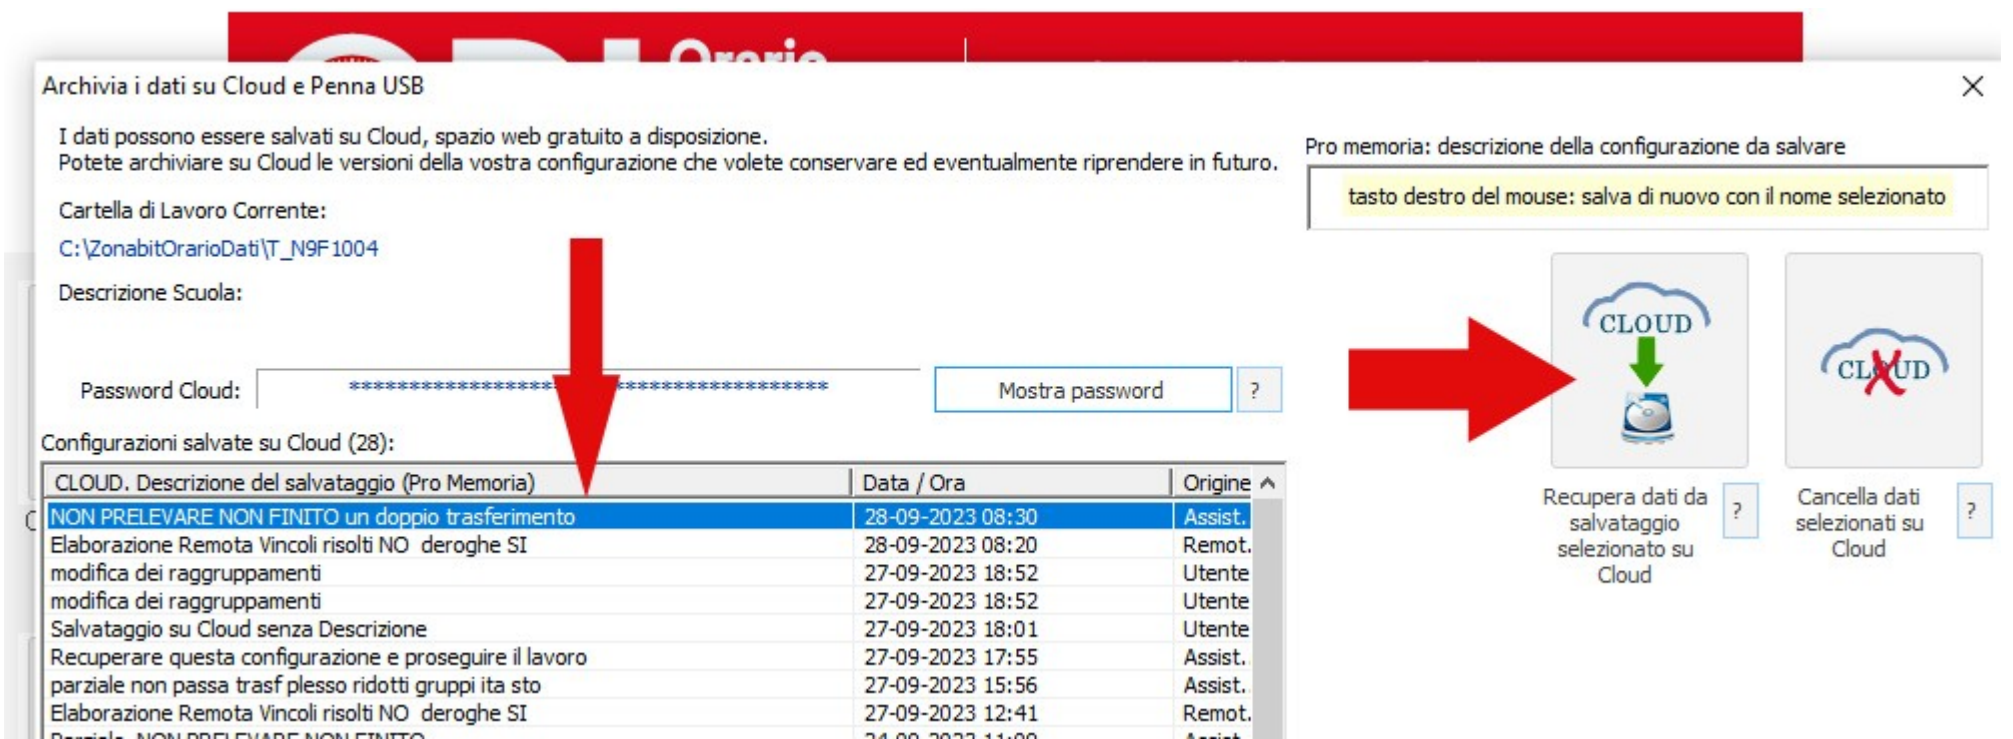 Orario
Archivia i dati su Cloud e Penna USB
I dati possono essere salvati su Cloud, spazio web gratuito a disposizione.
Potete archiviare su Cloud le versioni della vostra configurazione che volete conservare ed eventualmente riprendere in futuro.
Pro memoria: descrizione della configurazione da salvare
tasto destro del mouse: salva di nuovo con il nome selezionato
Cartella di Lavoro Corrente:
C:\ZonabitOrarioDati\T_N9F1004
Descrizione Scuola:
CLOUD
CLOUD
Password Cloud: **************************************** Mostra password ?
Recupera dati da
salvataggio
selezionato su
Cloud
?
Cancella dati
selezionati su
Cloud
?
Configurazioni salvate su Cloud (28):
CLOUD. Descrizione del salvataggio (Pro Memoria) Data / Ora Origine
NON PRELEVARE NON FINITO un doppio trasferimento 28-09-2023 08:30 Assist.
Elaborazione Remota Vincoli risolti NO deroghe SI 28-09-2023 08:20 Remot.
modifica dei raggruppamenti 27-09-2023 18:52 Utente
modifica dei raggruppamenti 27-09-2023 18:52 Utente
Salvataggio su Cloud senza Descrizione 27-09-2023 18:01 Utente
Recuperare questa configurazione e proseguire il lavoro 27-09-2023 17:55 Assist.
parziale non passa trasf plesso ridotti gruppi ita sto 27-09-2023 15:56 Assist.
Elaborazione Remota Vincoli risolti NO deroghe SI 27-09-2023 12:41 Remot.
NON PRELEVARE NON FINITO